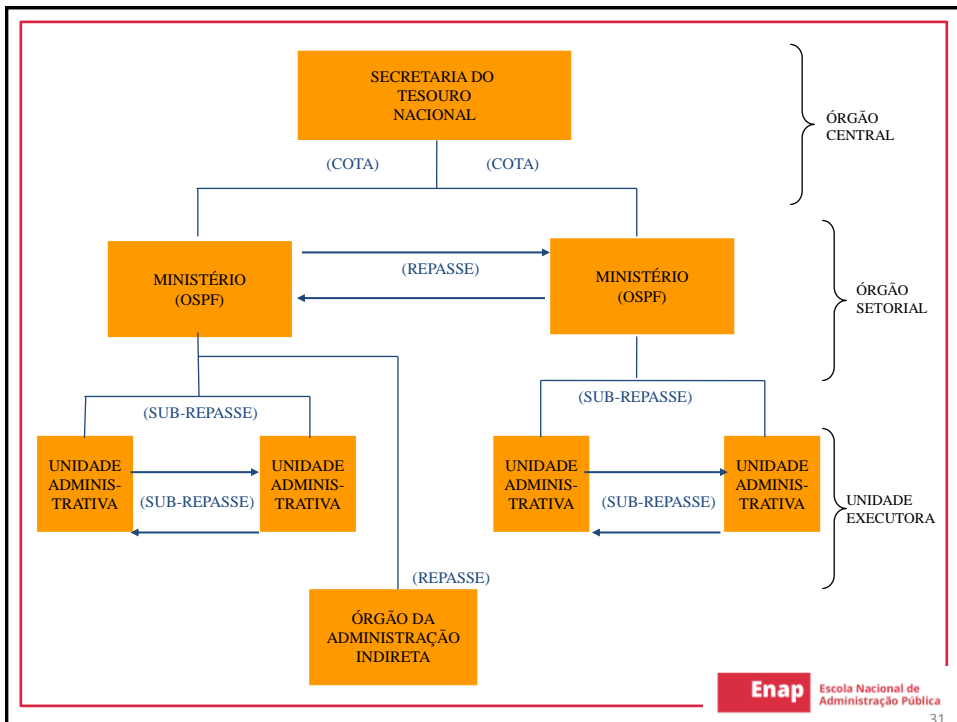 SECRETARIA DO
TESOURO
NACIONAL
ÓRGÃO
CENTRAL
(COTA)
(COTA)
MINISTÉRIO
(OSPF)
(REPASSE)
MINISTÉRIO
(OSPF)
ÓRGÃO
SETORIAL
(SUB-REPASSE)
(SUB-REPASSE)
UNIDADE
ADMINIS-
TRATIVA
(SUB-REPASSE)
UNIDADE
ADMINIS-
TRATIVA
UNIDADE
ADMINIS-
TRATIVA
(SUB-REPASSE)
UNIDADE
ADMINIS-
TRATIVA
UNIDADE
EXECUTORA
(REPASSE)
ÓRGÃO DA
ADMINISTRAÇÃO
INDIRETA
Enap
Escola Nacional de
Administração Pública
31